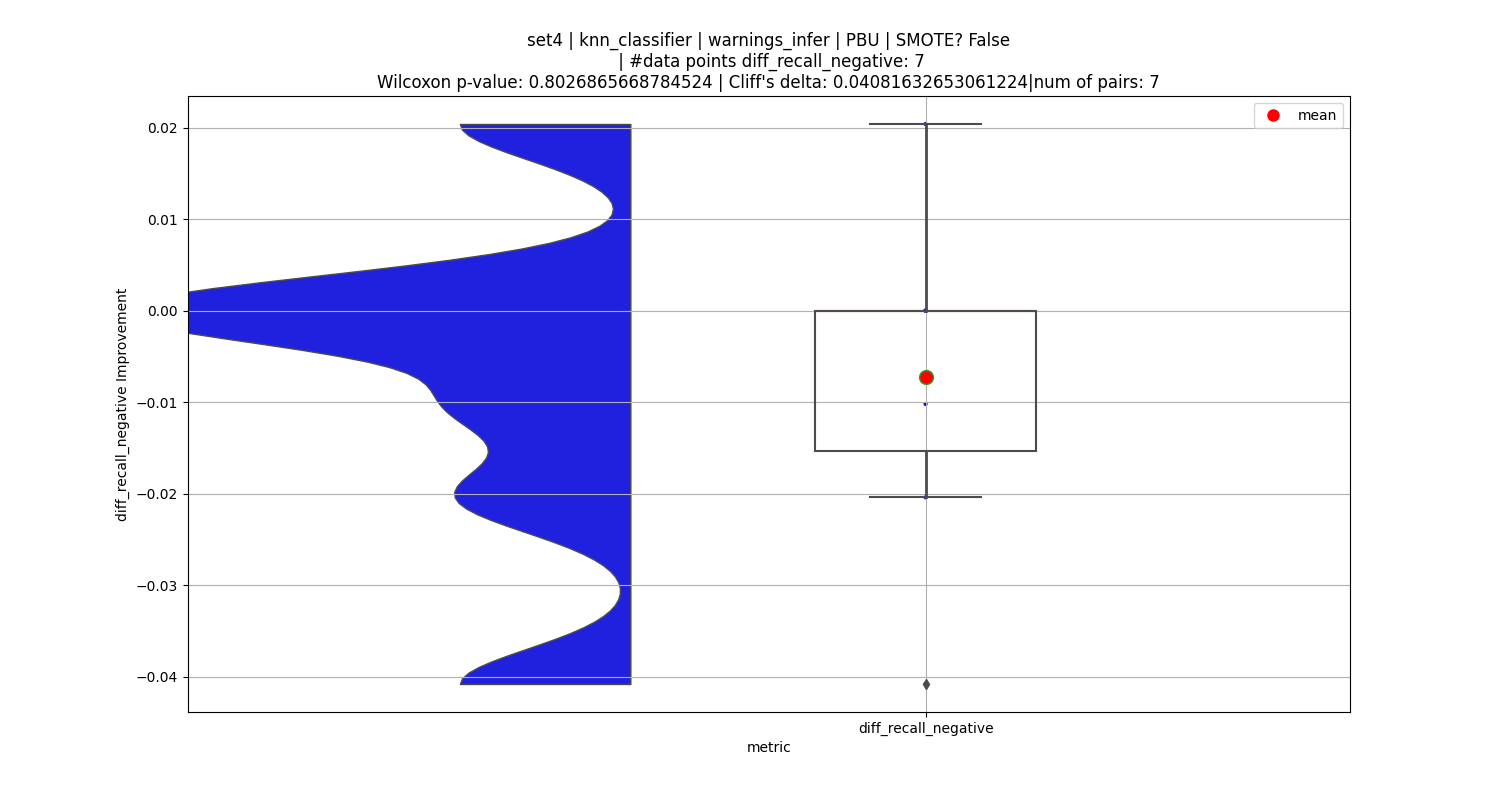 set4 | knn_classifier | warnings_infer | PBU | SMOTE? False
| #data points diff_recall_negative: 7
Wilcoxon p-value: 0.8026865668784524 | Cliff's delta: 0.04081632653061224|num of pairs: 7
mean
0.02
0.01
0.00
−0.01
−0.02
−0.03
−0.04
diff_recall_negative Improvement
diff_recall_negative
metric